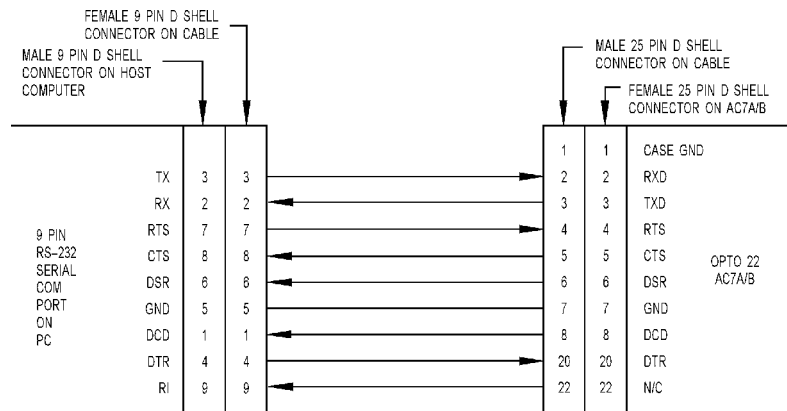 FEMALE 9 PIN D SHELL
CONNECTOR ON CABLE
MALE 9 PIN D SHELL
CONNECTOR ON HOST
COMPUTER
MALE 25 PIN D SHELL
CONNECTOR ON CABLE
FEMALE 25 PIN D SHELL
CONNECTOR ON AC7A/B
1 1 CASE GND
TX 3 3 2 2 RXD
RX 2 2 3 3 TXD
RTS 7 7 4 4 RTS
CTS 8 8 5 5 CTS
DSR 6 6 6 6 DSR
GND 5 5 7 7 GND
DCD 1 1 8 8 DCD
DTR 4 4 20 20 DTR
RI 9 9 22 22 N/C
9 PIN
RS-232
SERIAL
COM
PORT
ON
PC
OPTO 22
AC7A/B